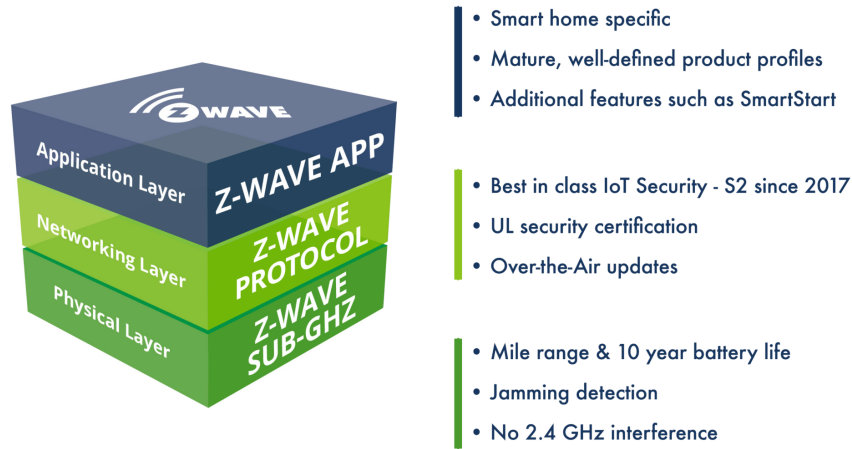 Z WAVE
Application Layer
Z-WAVE APP
Networking Layer
Z-WAVE
PROTOCOL
Physical Layer
Z-WAVE
SUB-GHZ
• Smart home specific
• Mature, well-defined product profiles
• Additional features such as SmartStart
• Best in class IoT Security - S2 since 2017
• UL security certification
• Over-the-Air updates
• Mile range & 10 year battery life
• Jamming detection
• No 2.4 GHz interference